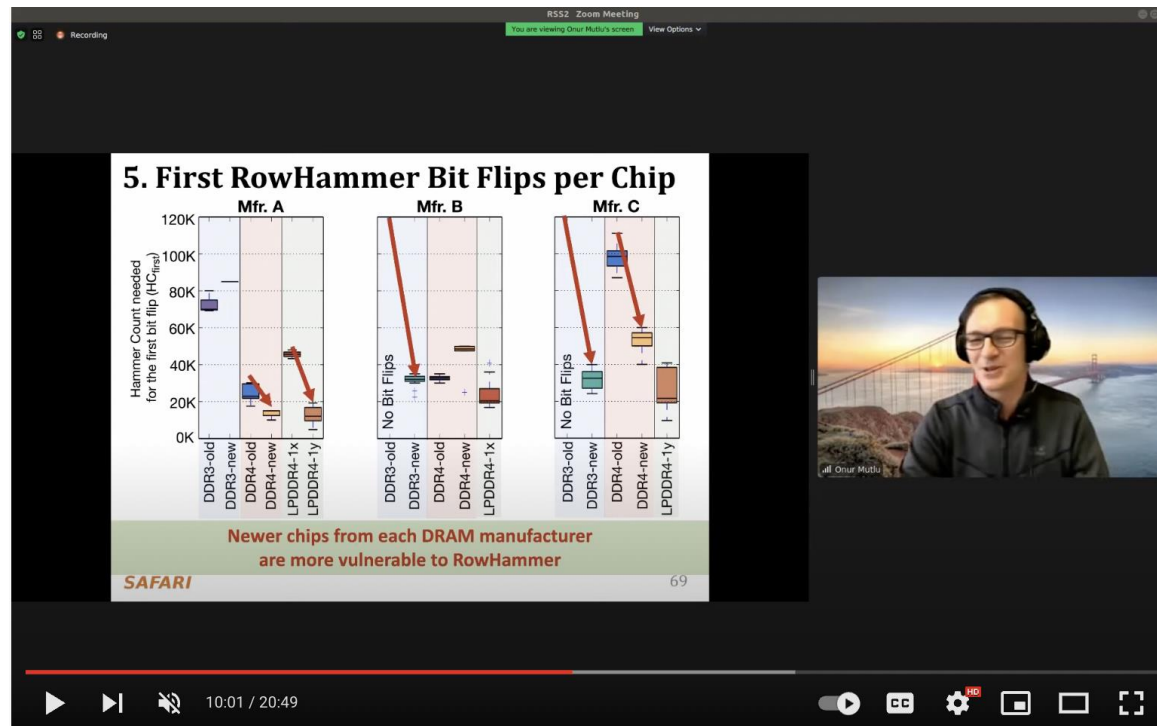 RSS2 Zoom Meeting
Recording
You are viewing Onur Mutlu's screen
View Options
5. First RowHammer Bit Flips per Chip
Mfr. A
Mfr. B
Mfr. C
Hammer Count needed
for the first bit flip (HCfirst)
120K
100K
80K
60K
40K
20K
0K
No Bit Flips
No Bit Flips
DDR3-old
DDR3-new
DDR4-old
DDR4-new
LPDDR4-1x
LPDDR4-1y
DDR3-old
DDR3-new
DDR4-old
DDR4-new
LPDDR4-1x
DDR3-old
DDR3-new
DDR4-old
DDR4-new
LPDDR4-1y
Newer chips from each DRAM manufacturer
are more vulnerable to RowHammer
SAFARI
69
Onur Mutlu
10:01 / 20:49
CC
HD